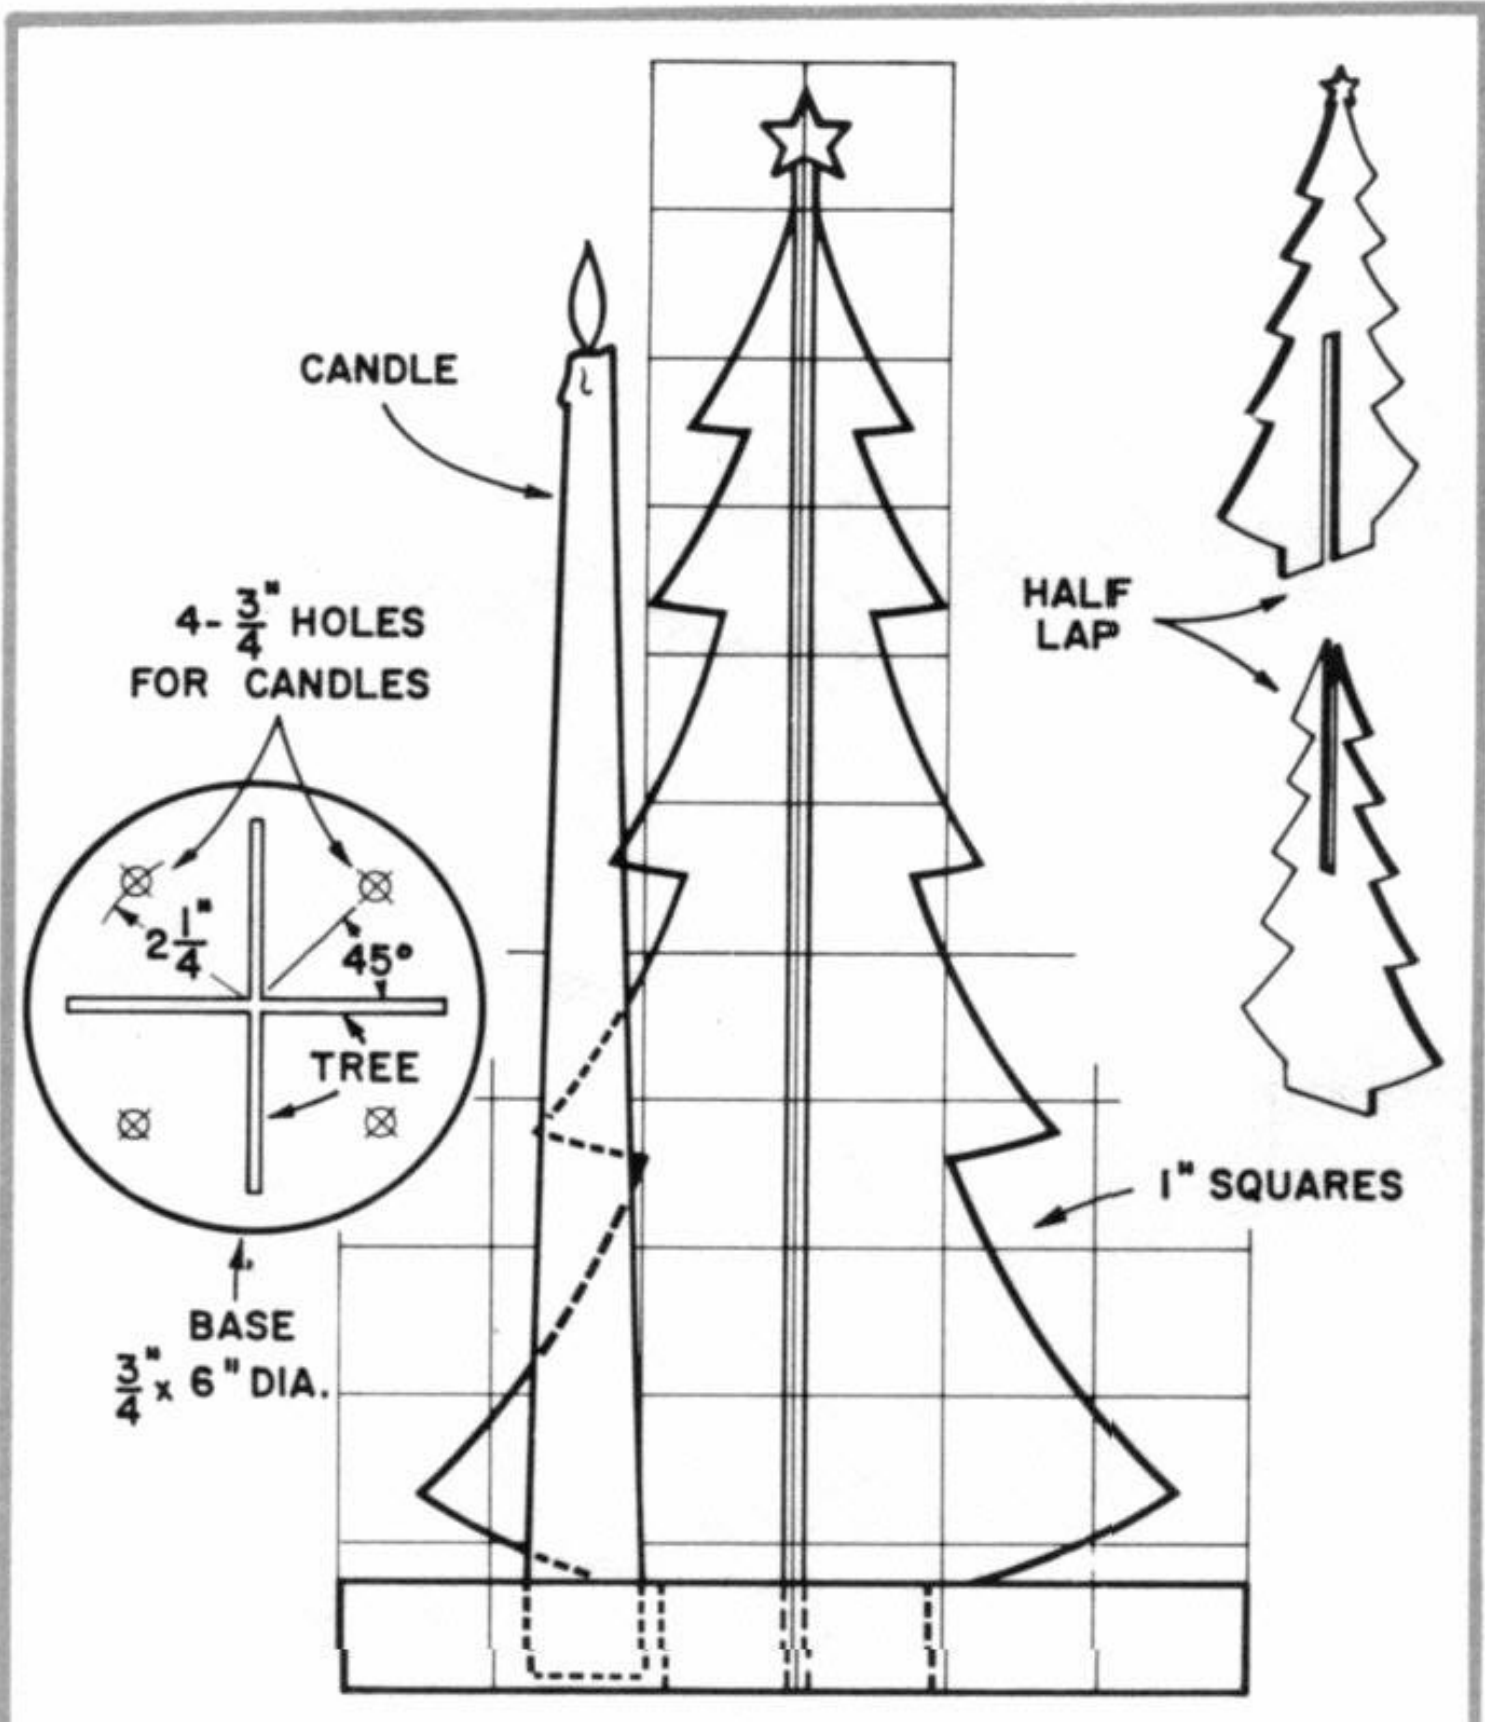 CANDLE
4-3/4" HOLES
FOR CANDLES
2 1/4"
45°
TREE
BASE
3/4" x 6" DIA.
HALF
LAP
1" SQUARES